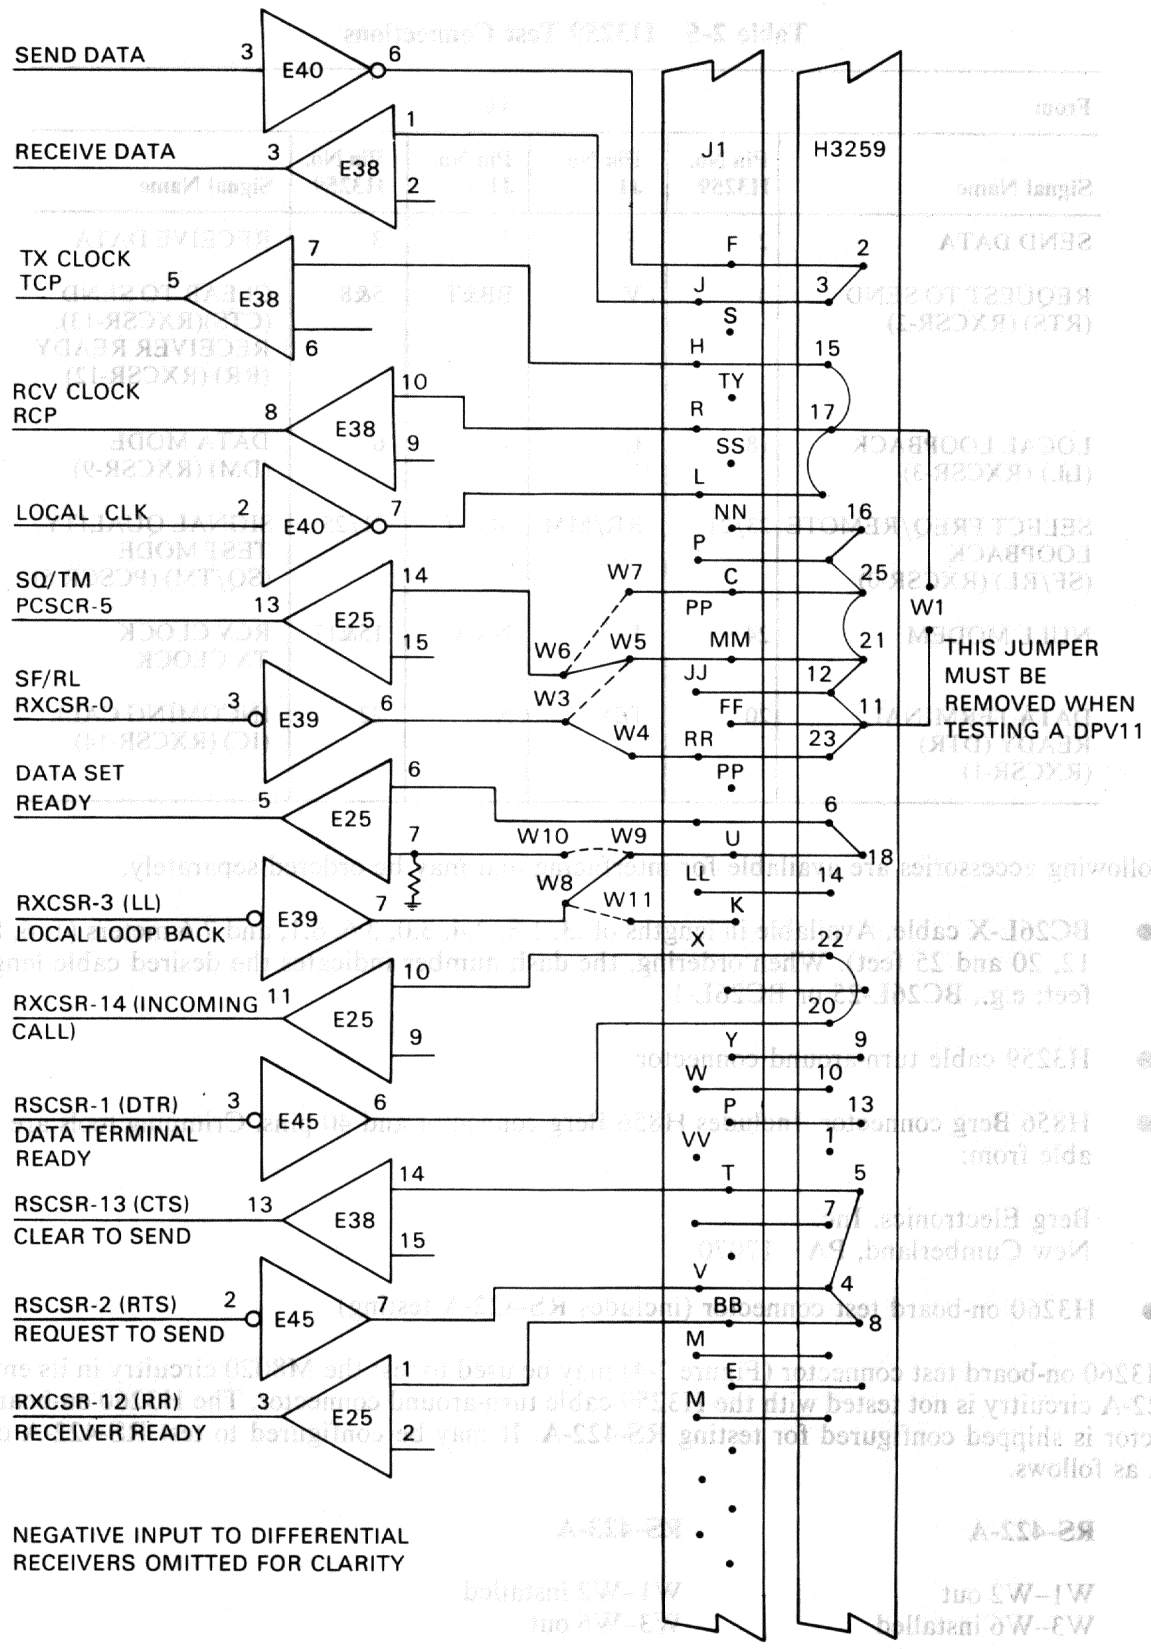 SEND DATA
3
E40
6
RECEIVE DATA
3
E38
1
2
J1
H3259
TX CLOCK
TCP
5
E38
7
6
F
2
J
3
S
H
15
TY
RCV CLOCK
RCP
8
E38
10
9
R
17
SS
L
LOCAL CLK
2
E40
7
NN
16
P
SQ/TM
PCSCR-5
13
E25
14
15
W7
C
PP
25
W1
W6
W5
MM
21
THIS JUMPER
MUST BE
REMOVED WHEN
TESTING A DPV11
SF/RL
RXCSR-0
3
E39
6
W3
JJ
12
FF
11
W4
RR
23
PP
DATA SET
READY
5
E25
6
7
6
W10
W9
U
18
LL
14
RXCSR-3 (LL)
LOCAL LOOP BACK
E39
7
W8
W11
K
X
22
RXCSR-14 (INCOMING
CALL)
11
E25
10
9
20
Y
9
W
10
RSCSR-1 (DTR)
DATA TERMINAL
READY
3
E45
6
P
13
VV
1
RSCSR-13 (CTS)
CLEAR TO SEND
13
E38
14
15
T
5
7
V
4
RSCSR-2 (RTS)
REQUEST TO SEND
2
E45
7
BB
8
M
E
M
RXCSR-12 (RR)
RECEIVER READY
3
E25
1
2
NEGATIVE INPUT TO DIFFERENTIAL
RECEIVERS OMITTED FOR CLARITY